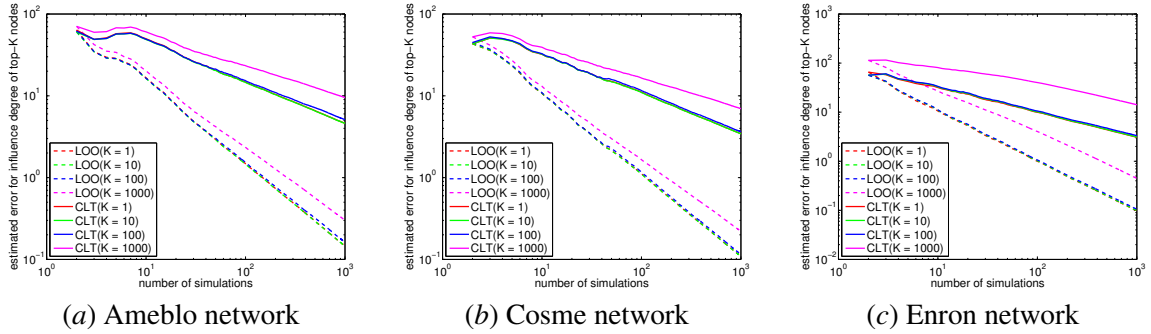 estimated error for influence degree of top−K nodes
10^2
10^1
10^0
10^−1
LOO(K = 1)
LOO(K = 10)
LOO(K = 100)
LOO(K = 1000)
CLT(K = 1)
CLT(K = 10)
CLT(K = 100)
CLT(K = 1000)
10^0
10^1
10^2
10^3
number of simulations
(a) Ameblo network
estimated error for influence degree of top−K nodes
10^2
10^1
10^0
10^−1
LOO(K = 1)
LOO(K = 10)
LOO(K = 100)
LOO(K = 1000)
CLT(K = 1)
CLT(K = 10)
CLT(K = 100)
CLT(K = 1000)
10^0
10^1
10^2
10^3
number of simulations
(b) Cosme network
estimated error for influence degree of top−K nodes
10^3
10^2
10^1
10^0
10^−1
10^−2
LOO(K = 1)
LOO(K = 10)
LOO(K = 100)
LOO(K = 1000)
CLT(K = 1)
CLT(K = 10)
CLT(K = 100)
CLT(K = 1000)
10^0
10^1
10^2
10^3
number of simulations
(c) Enron network